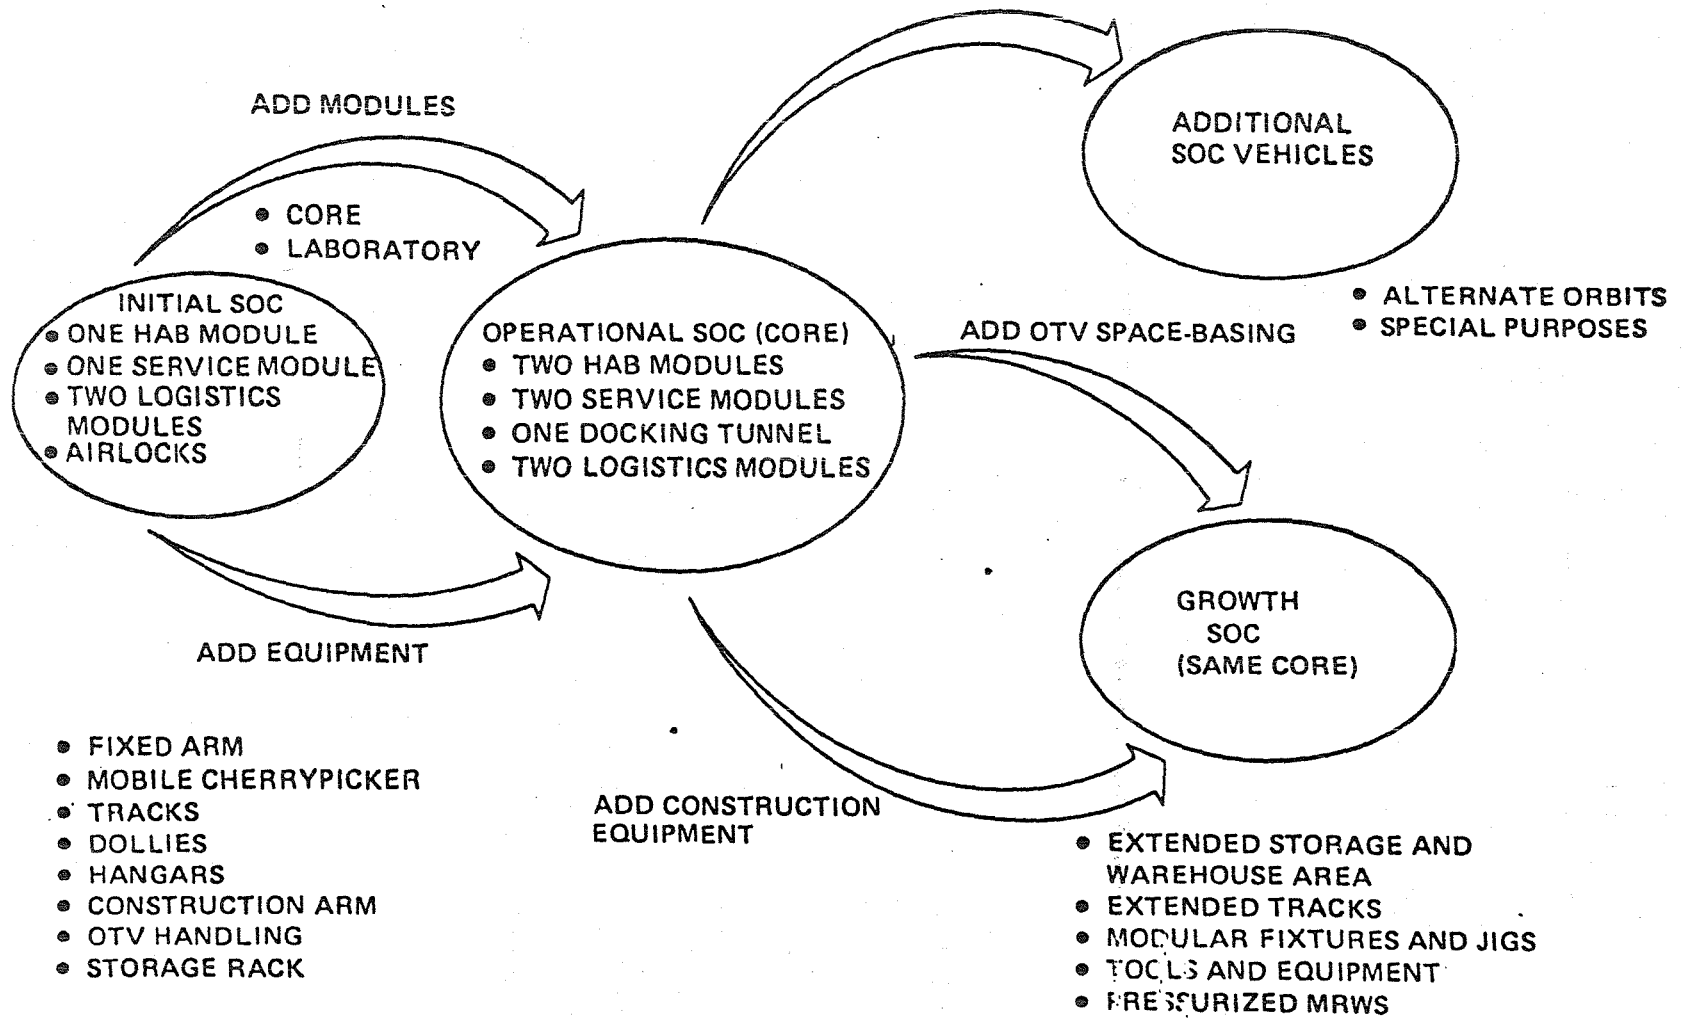 ADD MODULES
• CORE
• LABORATORY
INITIAL SOC
• ONE HAB MODULE
• ONE SERVICE MODULE
• TWO LOGISTICS
MODULES
• AIRLOCKS
ADD EQUIPMENT
• FIXED ARM
• MOBILE CHERRYPICKER
• TRACKS
• DOLLIES
• HANGARS
• CONSTRUCTION ARM
• OTV HANDLING
• STORAGE RACK
OPERATIONAL SOC (CORE)
• TWO HAB MODULES
• TWO SERVICE MODULES
• ONE DOCKING TUNNEL
• TWO LOGISTICS MODULES
ADDITIONAL
SOC VEHICLES
• ALTERNATE ORBITS
• SPECIAL PURPOSES
ADD OTV SPACE-BASING
GROWTH
SOC
(SAME CORE)
ADD CONSTRUCTION
EQUIPMENT
• EXTENDED STORAGE AND
WAREHOUSE AREA
• EXTENDED TRACKS
• MODULAR FIXTURES AND JIGS
• TOOLS AND EQUIPMENT
• PRESSURIZED MRWS